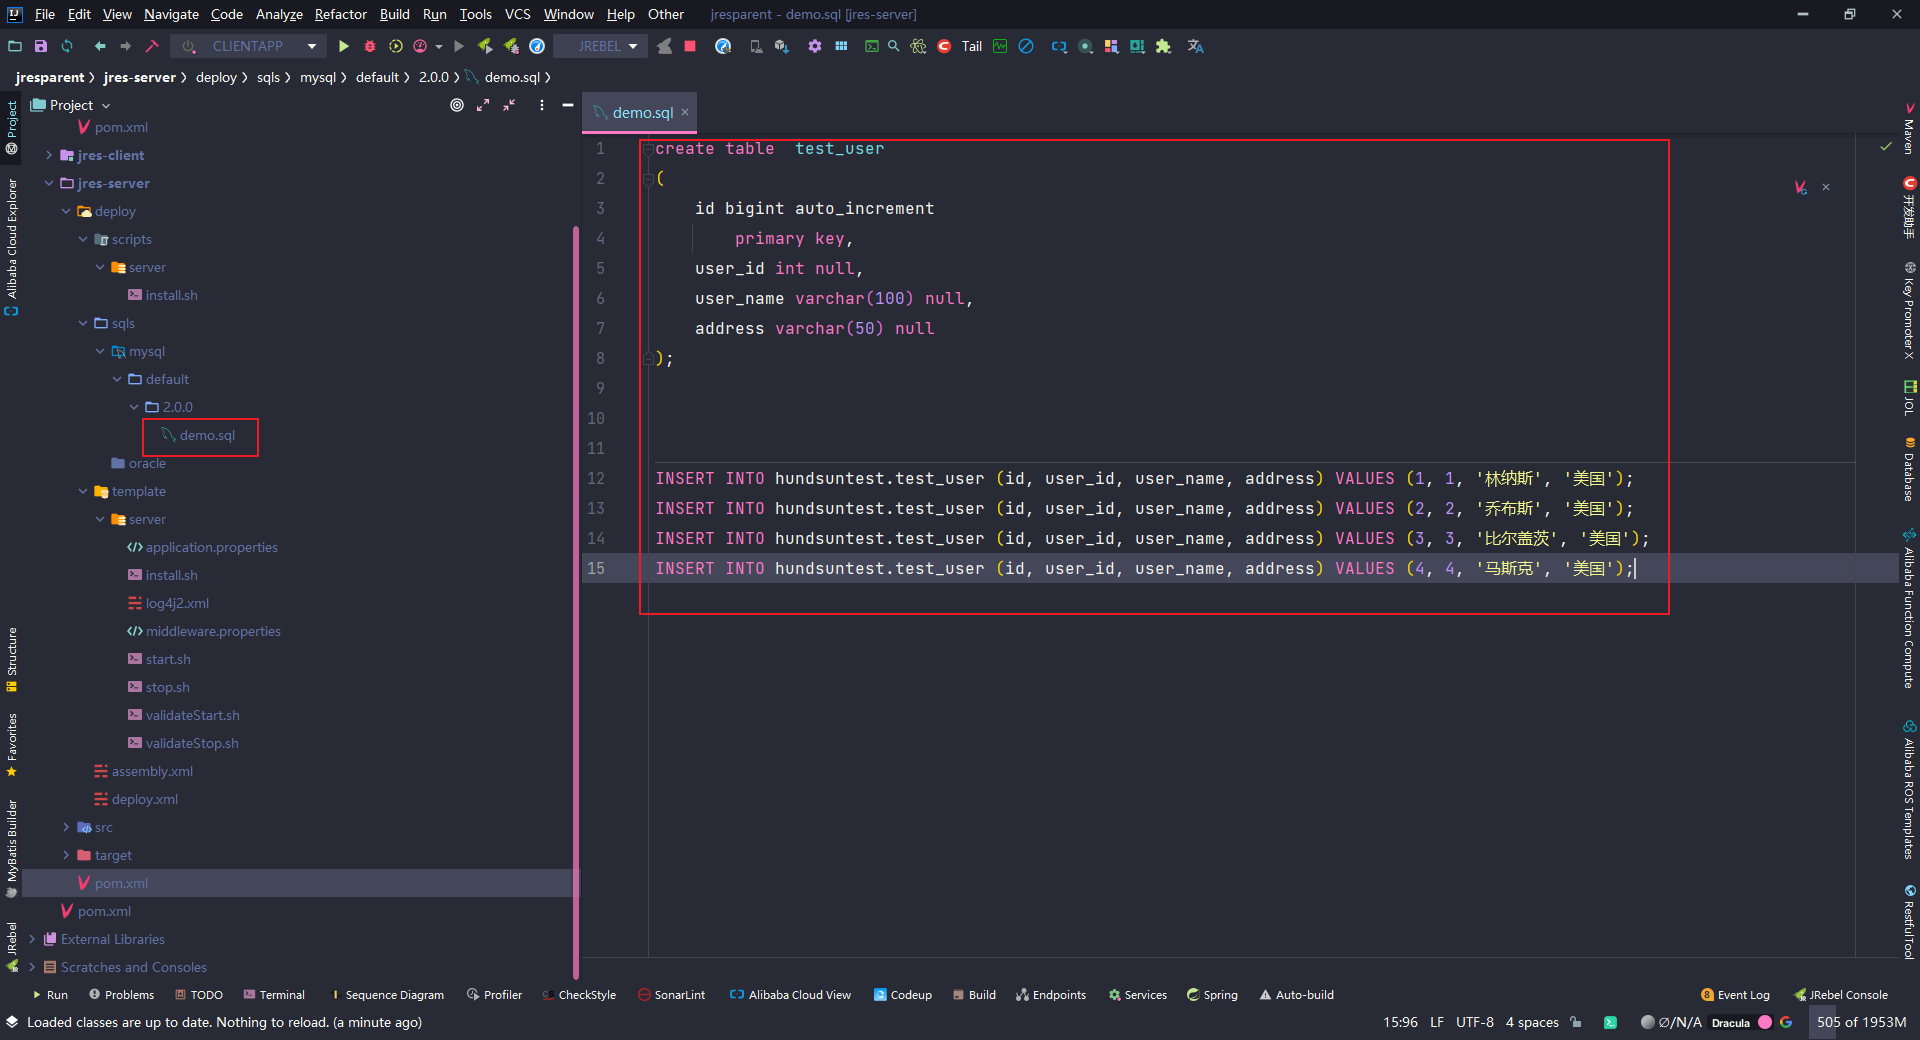 File Edit View Navigate Code Analyze Refactor Build Run Tools VCS Window Help Other jresparent - demo.sql [jres-server]
CLIENTAPP JREBEL Tail
jresparent jres-server deploy sqls mysql default 2.0.0 demo.sql
Project
pom.xml
jres-client
jres-server
deploy
scripts
server
install.sh
sqls
mysql
default
2.0.0
demo.sql
oracle
template
server
application.properties
install.sh
log4j2.xml
middleware.properties
start.sh
stop.sh
validateStart.sh
validateStop.sh
assembly.xml
deploy.xml
src
target
pom.xml
pom.xml
External Libraries
Scratches and Consoles
Project
Alibaba Cloud Explorer
Structure
Favorites
MyBatis Builder
JRebel
demo.sql
1 create table  test_user
2 (
3     id bigint auto_increment
4         primary key,
5     user_id int null,
6     user_name varchar(100) null,
7     address varchar(50) null
8 );
9
10
11
12 INSERT INTO hundsuntest.test_user (id, user_id, user_name, address) VALUES (1, 1, '林纳斯', '美国');
13 INSERT INTO hundsuntest.test_user (id, user_id, user_name, address) VALUES (2, 2, '乔布斯', '美国');
14 INSERT INTO hundsuntest.test_user (id, user_id, user_name, address) VALUES (3, 3, '比尔盖茨', '美国');
15 INSERT INTO hundsuntest.test_user (id, user_id, user_name, address) VALUES (4, 4, '马斯克', '美国');
Maven
开发助手
Key Promoter X
JOL
Database
Alibaba Function Compute
Alibaba ROS Templates
RestfulTool
Run Problems TODO Terminal Sequence Diagram Profiler CheckStyle SonarLint Alibaba Cloud View Codeup Build Endpoints Services Spring Auto-build 8 Event Log JRebel Console
Loaded classes are up to date. Nothing to reload. (a minute ago) 15:96 LF UTF-8 4 spaces Ø/N/A Dracula 505 of 1953M